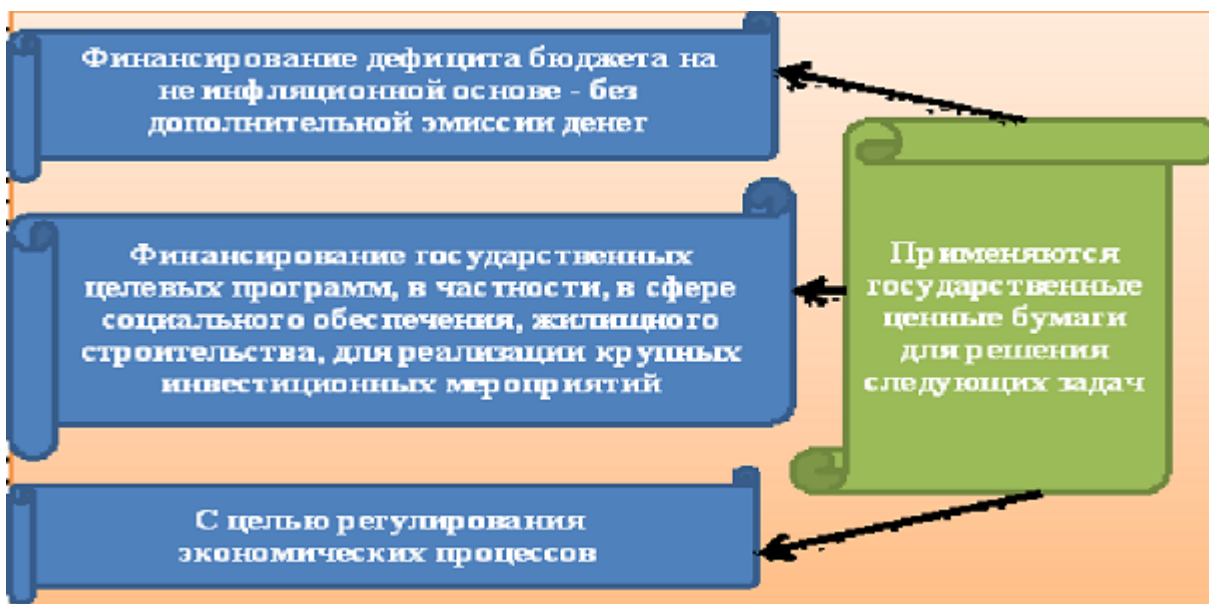 Финансирование дефицита бюджета на
не инфляционной основе - без
дополнительной эмиссии денег
Финансирование государственных
целевых программ, в частности, в сфере
социального обеспечения, жилищного
строительства, для реализации крупных
инвестиционных мероприятий
С целью регулирования
экономических процессов
Применяются
государственные
ценные бумаги
для решения
следующих задач